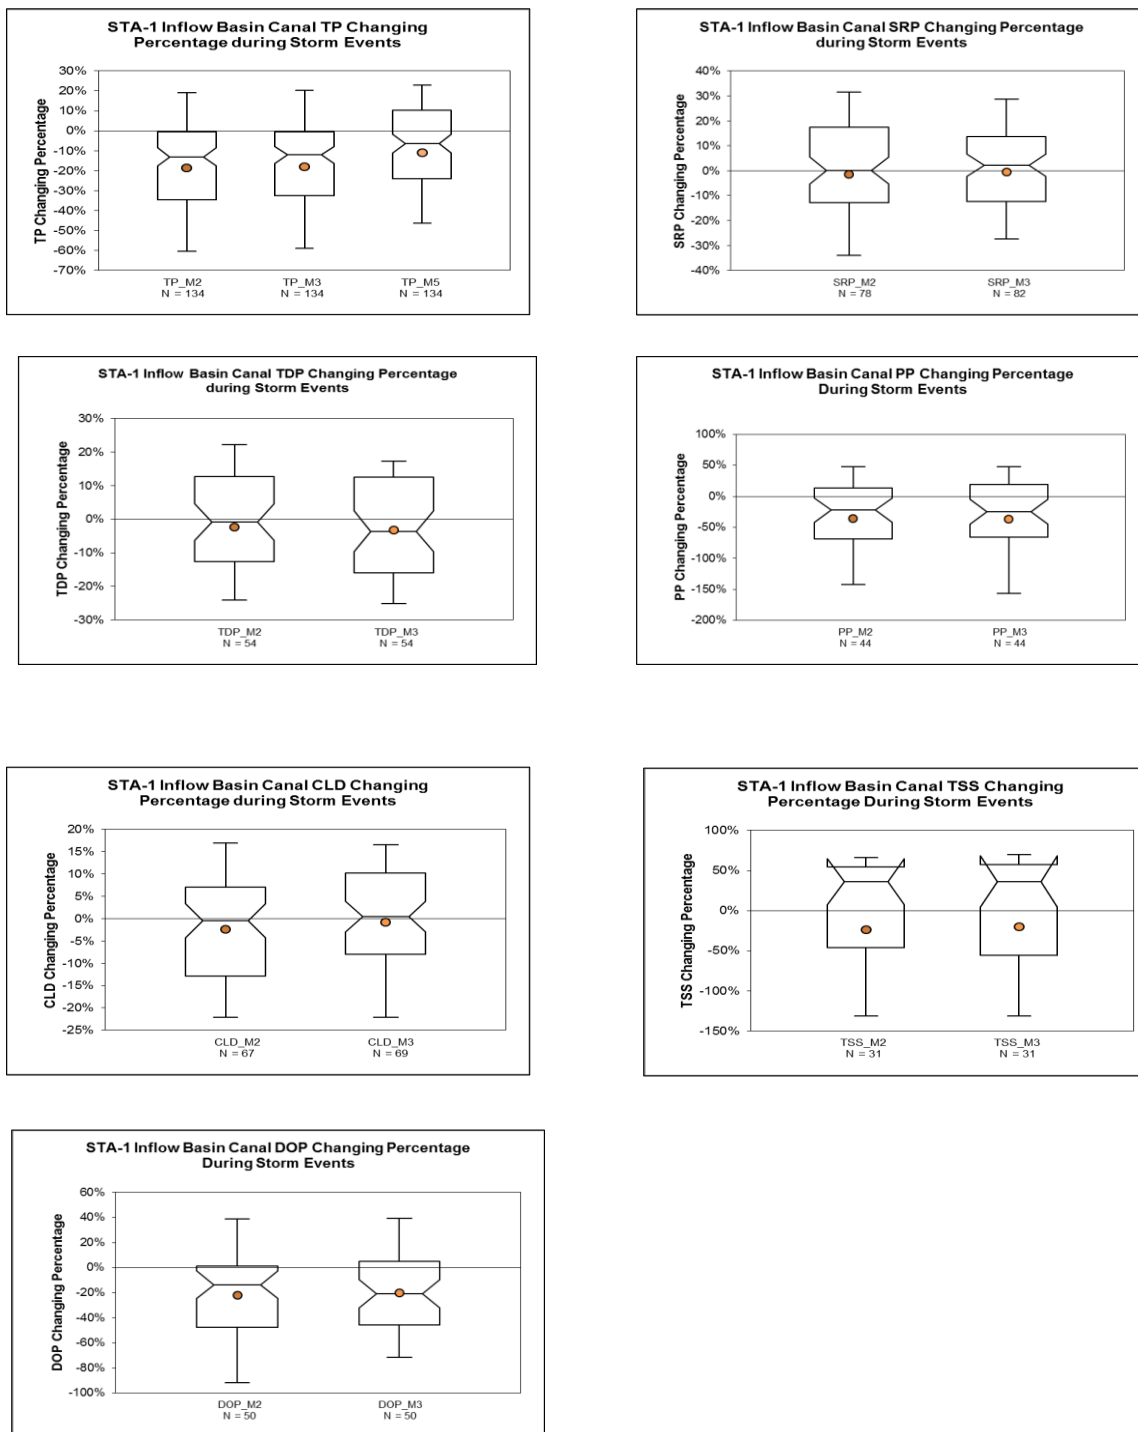 STA-1 Inflow Basin Canal TP Changing
Percentage during Storm Events
TP Changing Percentage
30%
20%
10%
0%
-10%
-20%
-30%
-40%
-50%
-60%
-70%
TP_M2
N = 134
TP_M3
N = 134
TP_M5
N = 134
STA-1 Inflow Basin Canal SRP Changing Percentage
during Storm Events
SRP Changing Percentage
40%
30%
20%
10%
0%
-10%
-20%
-30%
-40%
SRP_M2
N = 78
SRP_M3
N = 82
STA-1 Inflow Basin Canal TDP Changing Percentage
during Storm Events
TDP Changing Percentage
30%
20%
10%
0%
-10%
-20%
-30%
TDP_M2
N = 54
TDP_M3
N = 54
STA-1 Inflow Basin Canal PP Changing Percentage
During Storm Events
PP Changing Percentage
100%
50%
0%
-50%
-100%
-150%
-200%
PP_M2
N = 44
PP_M3
N = 44
STA-1 Inflow Basin Canal CLD Changing
Percentage during Storm Events
CLD Changing Percentage
20%
15%
10%
5%
0%
-5%
-10%
-15%
-20%
-25%
CLD_M2
N = 67
CLD_M3
N = 69
STA-1 Inflow Basin Canal TSS Changing
Percentage During Storm Events
TSS Changing Percentage
100%
50%
0%
-50%
-100%
-150%
TSS_M2
N = 31
TSS_M3
N = 31
STA-1 Inflow Basin Canal DOP Changing Percentage
During Storm Events
DOP Changing Percentage
60%
40%
20%
0%
-20%
-40%
-60%
-80%
-100%
DOP_M2
N = 50
DOP_M3
N = 50